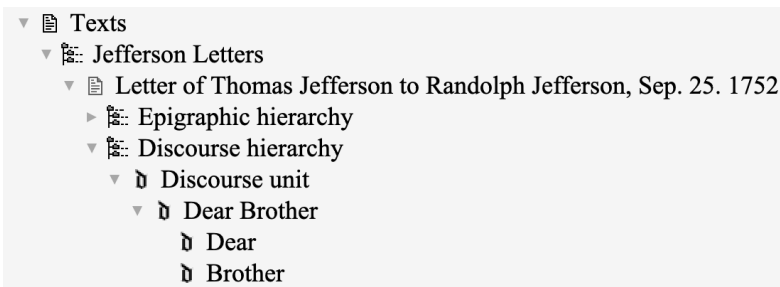 Texts
Jefferson Letters
Letter of Thomas Jefferson to Randolph Jefferson, Sep. 25. 1752
Epigraphic hierarchy
Discourse hierarchy
Discourse unit
Dear Brother
Dear
Brother